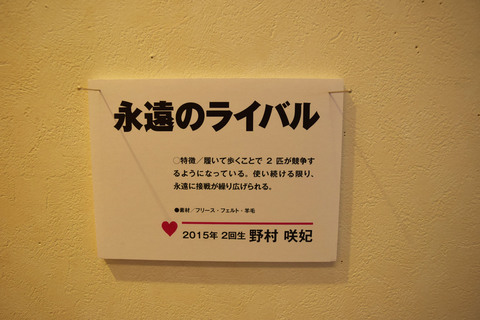 永遠のライバル
○特徴／履いて歩くことで 2 匹が競争す
るようになっている。使い続ける限り、
永遠に接戦が繰り広げられる。
●素材／フリース・フェルト・羊毛
2015年 2回生 野村 咲妃